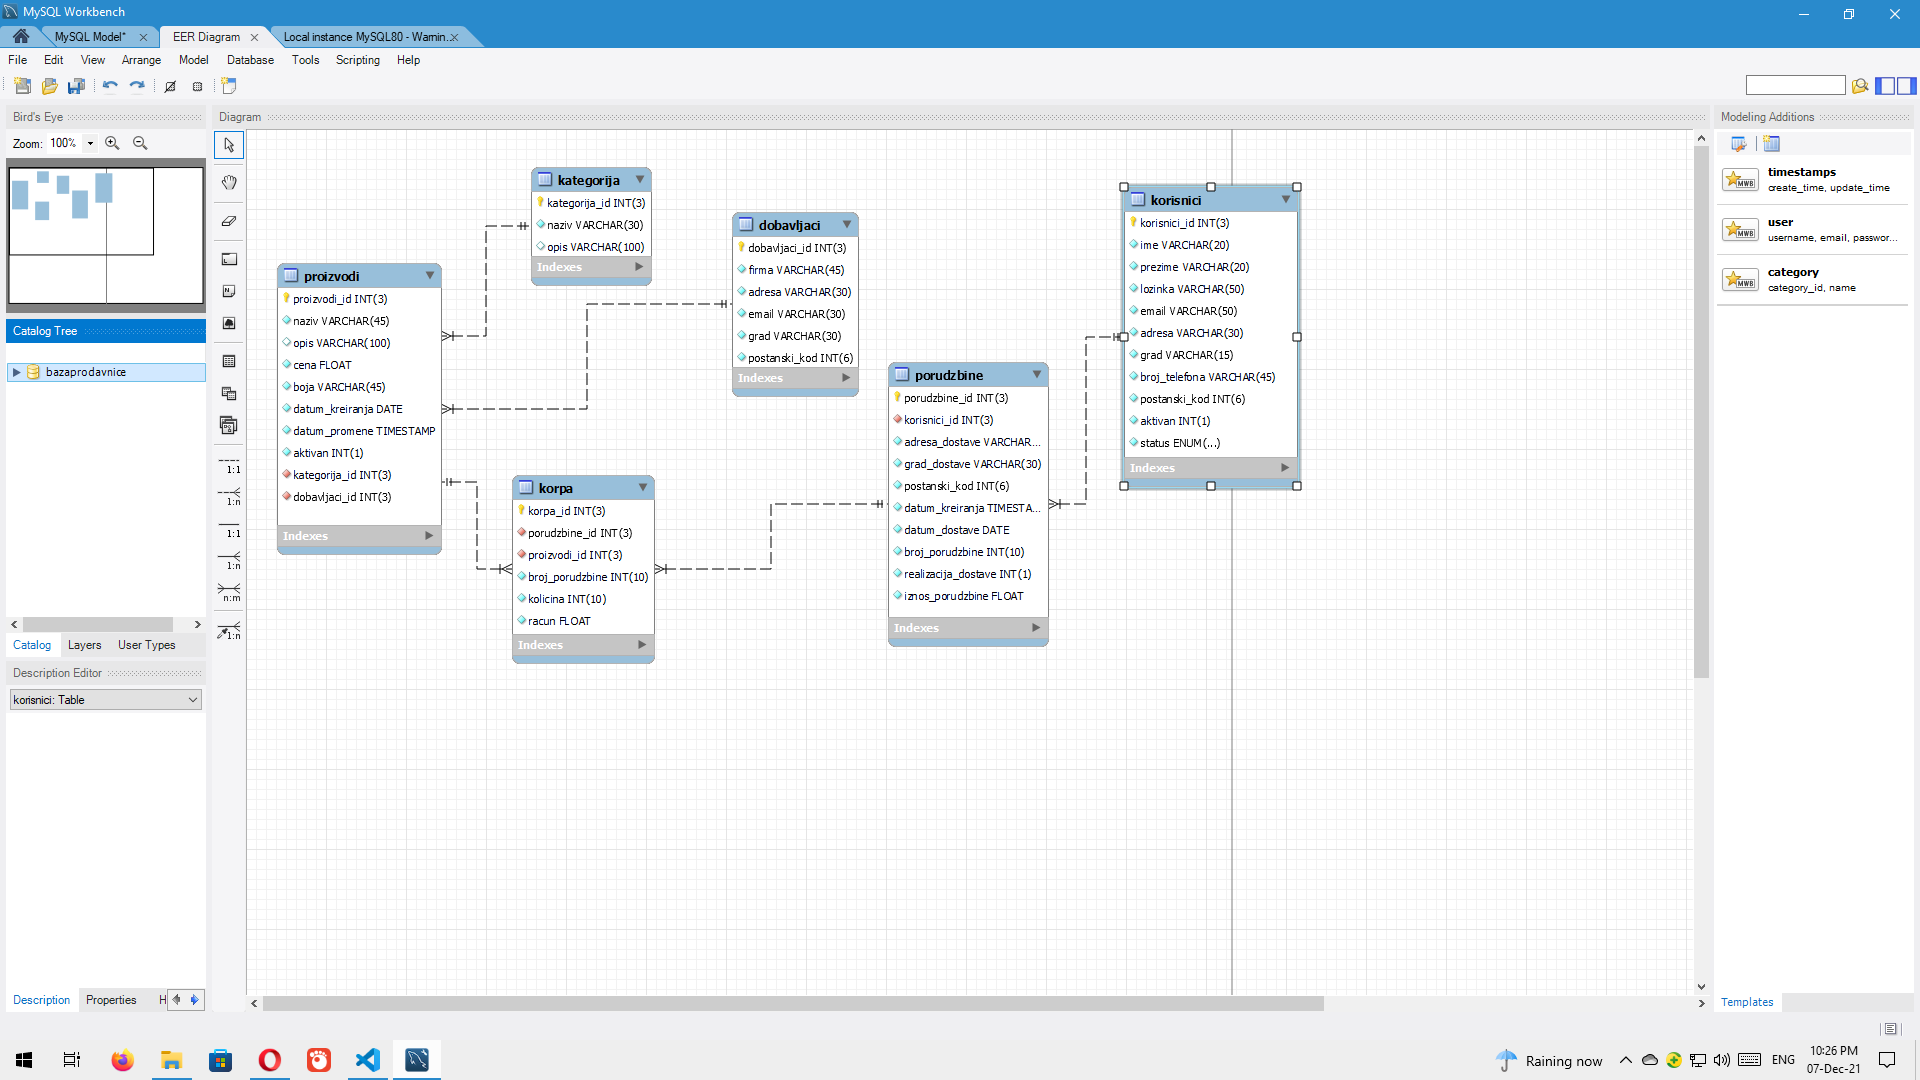 MySQL Workbench
MySQL Model*
EER Diagram
Local instance MySQL80 - Warnin...
File Edit View Arrange Model Database Tools Scripting Help
Bird's Eye
Zoom: 100%
Catalog Tree
bazaprodavnice
Catalog Layers User Types
Description Editor
korisnici: Table
Description Properties H
Diagram
1:1
1:n
1:1
1:n
n:m
1:n
kategorija
kategorija_id INT(3)
naziv VARCHAR(30)
opis VARCHAR(100)
Indexes
proizvodi
proizvodi_id INT(3)
naziv VARCHAR(45)
opis VARCHAR(100)
cena FLOAT
boja VARCHAR(45)
datum_kreiranja DATE
datum_promene TIMESTAMP
aktivan INT(1)
kategorija_id INT(3)
dobavljaci_id INT(3)
Indexes
dobavljaci
dobavljaci_id INT(3)
firma VARCHAR(45)
adresa VARCHAR(30)
email VARCHAR(30)
grad VARCHAR(30)
postanski_kod INT(6)
Indexes
korpa
korpa_id INT(3)
porudzbine_id INT(3)
proizvodi_id INT(3)
broj_porudzbine INT(10)
kolicina INT(10)
racun FLOAT
Indexes
porudzbine
porudzbine_id INT(3)
korisnici_id INT(3)
adresa_dostave VARCHAR...
grad_dostave VARCHAR(30)
postanski_kod INT(6)
datum_kreiranja TIMESTA...
datum_dostave DATE
broj_porudzbine INT(10)
realizacija_dostave INT(1)
iznos_porudzbine FLOAT
Indexes
korisnici
korisnici_id INT(3)
ime VARCHAR(20)
prezime VARCHAR(20)
lozinka VARCHAR(50)
email VARCHAR(50)
adresa VARCHAR(30)
grad VARCHAR(15)
broj_telefona VARCHAR(45)
postanski_kod INT(6)
aktivan INT(1)
status ENUM(...)
Indexes
Modeling Additions
MWB
timestamps
create_time, update_time
MWB
user
username, email, passwor...
MWB
category
category_id, name
Templates
Raining now
ENG
10:26 PM
07-Dec-21